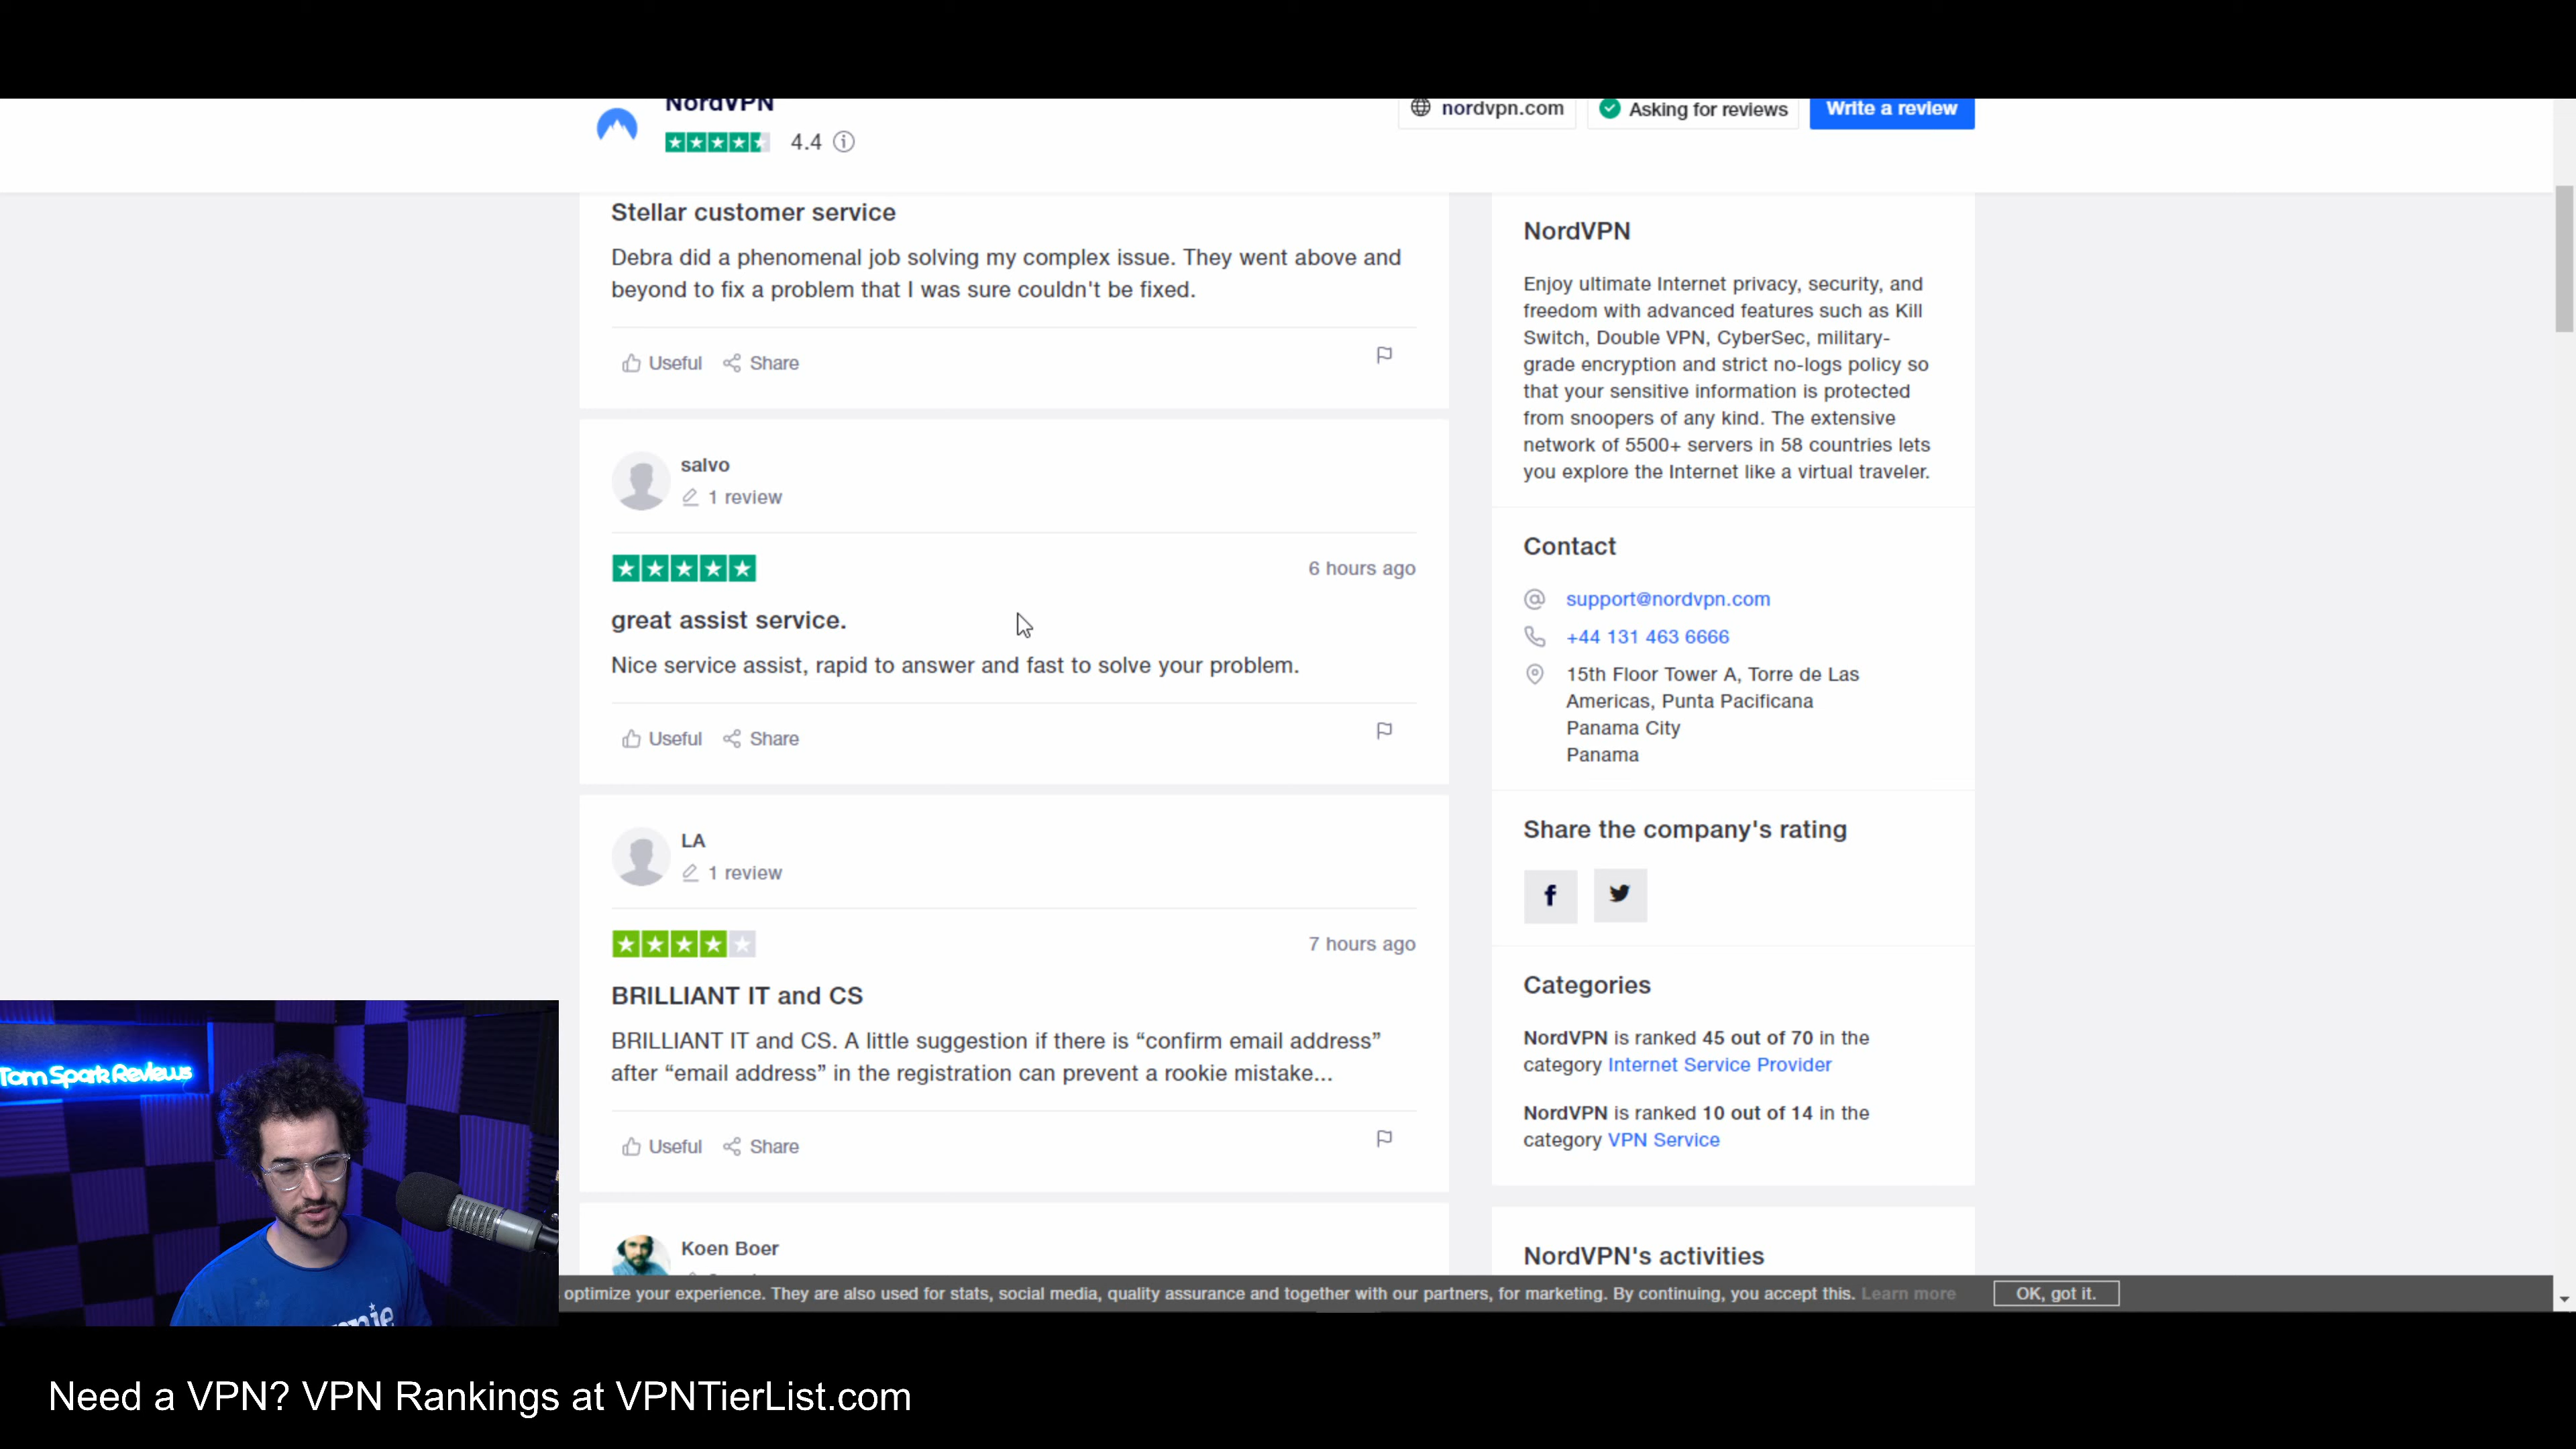 NordVPN
4.4
nordvpn.com
Asking for reviews
Write a review
Stellar customer service
Debra did a phenomenal job solving my complex issue. They went above and
beyond to fix a problem that I was sure couldn't be fixed.
Useful
Share
salvo
1 review
6 hours ago
great assist service.
Nice service assist, rapid to answer and fast to solve your problem.
Useful
Share
LA
1 review
7 hours ago
BRILLIANT IT and CS
BRILLIANT IT and CS. A little suggestion if there is “confirm email address”
after “email address” in the registration can prevent a rookie mistake...
Useful
Share
Koen Boer
NordVPN
Enjoy ultimate Internet privacy, security, and
freedom with advanced features such as Kill
Switch, Double VPN, CyberSec, military-
grade encryption and strict no-logs policy so
that your sensitive information is protected
from snoopers of any kind. The extensive
network of 5500+ servers in 58 countries lets
you explore the Internet like a virtual traveler.
Contact
support@nordvpn.com
+44 131 463 6666
15th Floor Tower A, Torre de Las
Americas, Punta Pacificana
Panama City
Panama
Share the company's rating
Categories
NordVPN is ranked 45 out of 70 in the
category Internet Service Provider
NordVPN is ranked 10 out of 14 in the
category VPN Service
NordVPN's activities
optimize your experience. They are also used for stats, social media, quality assurance and together with our partners, for marketing. By continuing, you accept this. Learn more
OK, got it.
Tom Spark Reviews
Need a VPN? VPN Rankings at VPNTierList.com